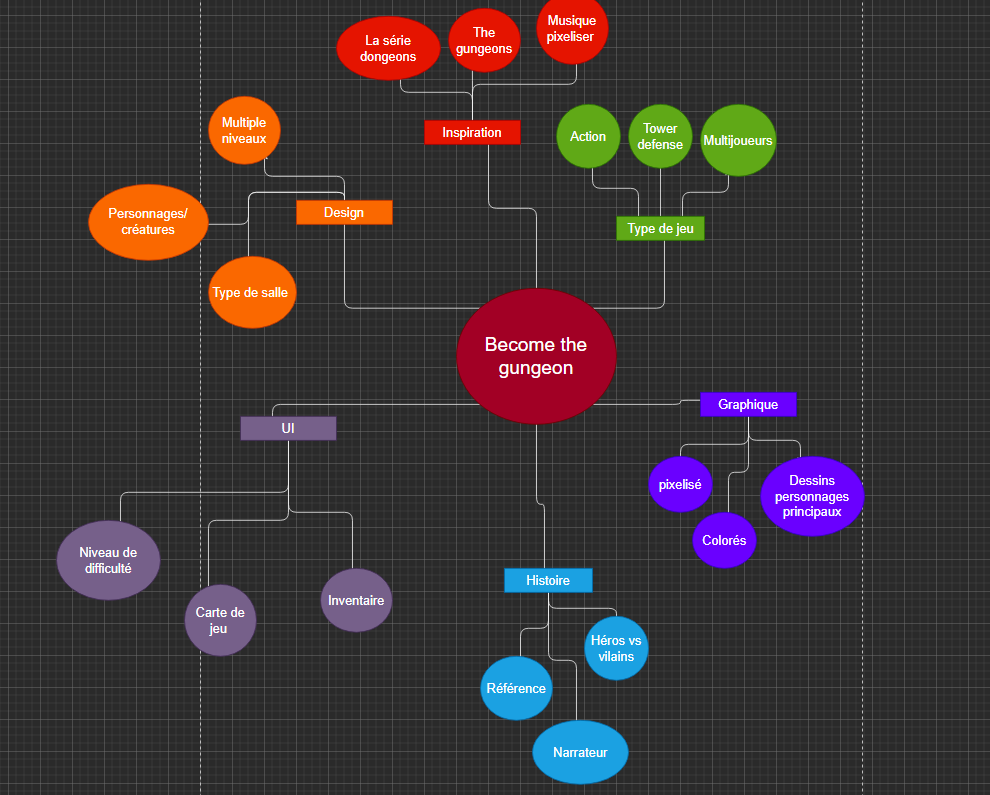 La série
dongeons
The
gungeons
Musique
pixeliser
Inspiration
Multiple
niveaux
Personnages/
créatures
Type de salle
Design
Action
Tower
defense
Multijoueurs
Type de jeu
Become the
gungeon
UI
Niveau de
difficulté
Carte de
jeu
Inventaire
Graphique
pixelisé
Colorés
Dessins
personnages
principaux
Histoire
Référence
Héros vs
vilains
Narrateur